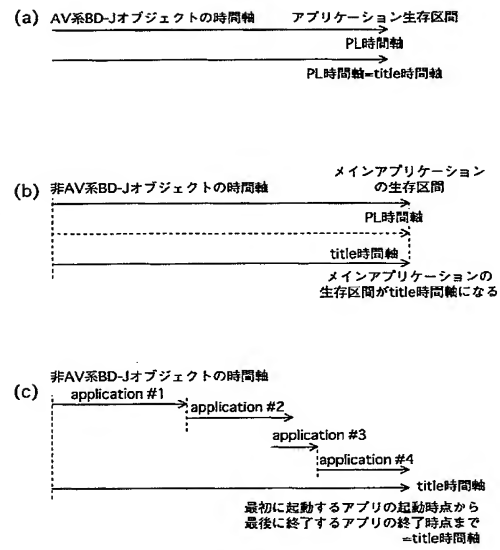 (a) AV系BD-Jオブジェクトの時間軸 アプリケーション生存区間
PL時間軸
PL時間軸=title時間軸
(b) 非AV系BD-Jオブジェクトの時間軸
メインアプリケーション
の生存区間
PL時間軸
title時間軸
メインアプリケーションの
生存区間がtitle時間軸になる
(c) 非AV系BD-Jオブジェクトの時間軸
application #1
application #2
application #3
application #4
title時間軸
最初に起動するアプリの起動時点から
最後に終了するアプリの終了時点まで
=title時間軸